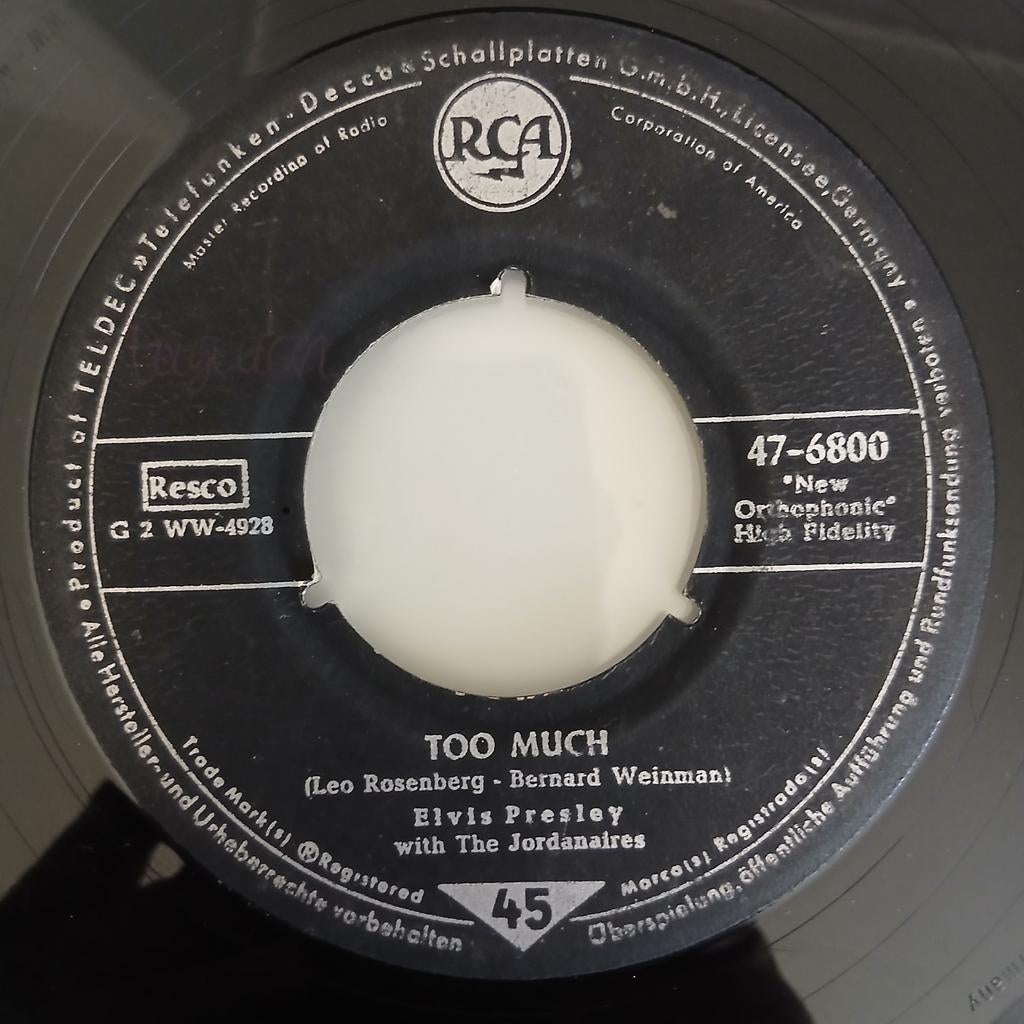 Product of TELDEC »Telefunken - Decca« Schallplatten G.m.b.H., Licensee, Germany •
Master Recording of Radio
RCA
Corporation of America
Resco
G 2 WW-4928
47-6800
"New
Orthophonic"
High Fidelity
TOO MUCH
(Leo Rosenberg - Bernard Weinman)
Elvis Presley
with The Jordanaires
45
Trade Mark(s) ® Registered
Marca(s) Registrada(s)
Alle Hersteller- und Urheberrechte vorbehalten
Überspielung, öffentliche Aufführung und Rundfunksendung verboten •